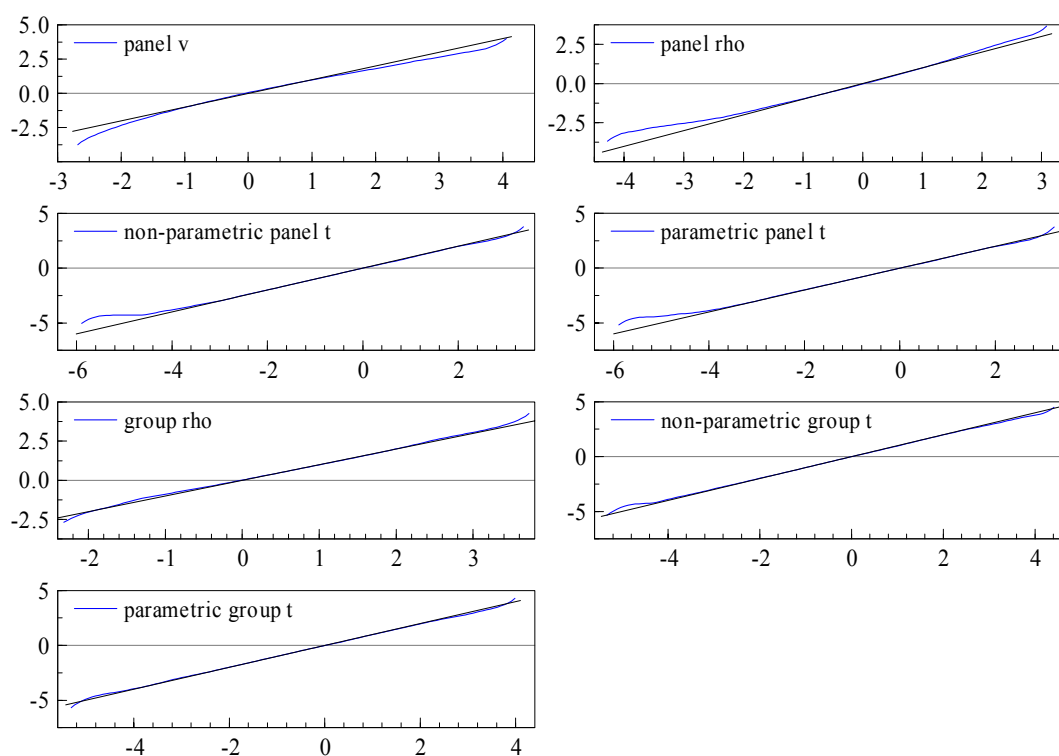 5.0 panel v
2.5
0.0
-2.5
-3 -2 -1 0 1 2 3 4
panel rho
2.5
0.0
-2.5
-4 -3 -2 -1 0 1 2 3
5 non-parametric panel t
0
-5
-6 -4 -2 0 2
5 parametric panel t
0
-5
-6 -4 -2 0 2
5.0 group rho
2.5
0.0
-2.5
-2 -1 0 1 2 3
5 non-parametric group t
0
-5
-4 -2 0 2 4
5 parametric group t
0
-5
-4 -2 0 2 4